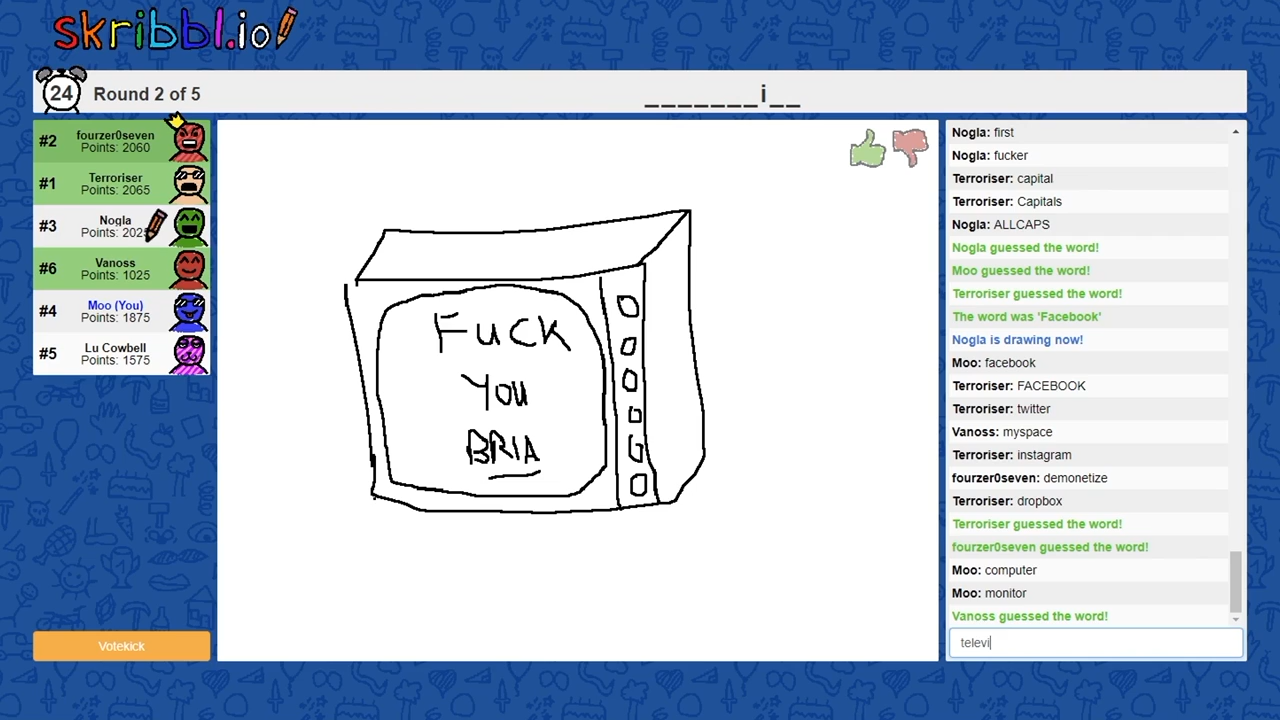 skribbl.io
24
Round 2 of 5
_______i__
#2
fourzer0seven
Points: 2060
#1
Terroriser
Points: 2065
#3
Nogla
Points: 2025
#6
Vanoss
Points: 1025
#4
Moo (You)
Points: 1875
#5
Lu Cowbell
Points: 1575
Votekick
FUCK
YOU
BRIA
Nogla: first
Nogla: fucker
Terroriser: capital
Terroriser: Capitals
Nogla: ALLCAPS
Nogla guessed the word!
Moo guessed the word!
Terroriser guessed the word!
The word was 'Facebook'
Nogla is drawing now!
Moo: facebook
Terroriser: FACEBOOK
Terroriser: twitter
Vanoss: myspace
Terroriser: instagram
fourzer0seven: demonetize
Terroriser: dropbox
Terroriser guessed the word!
fourzer0seven guessed the word!
Moo: computer
Moo: monitor
Vanoss guessed the word!
televi